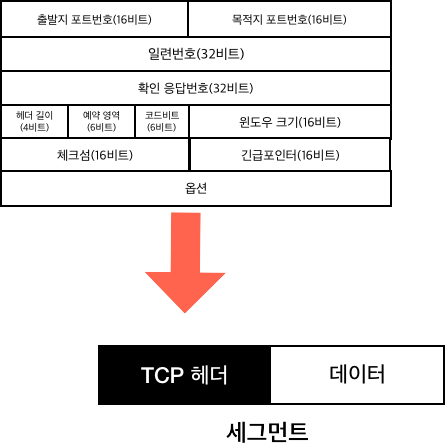 출발지 포트번호(16비트)
목적지 포트번호(16비트)
일련번호(32비트)
확인 응답번호(32비트)
헤더 길이
(4비트)
예약 영역
(6비트)
코드비트
(6비트)
윈도우 크기(16비트)
체크섬(16비트)
긴급포인터(16비트)
옵션
TCP 헤더
데이터
세그먼트